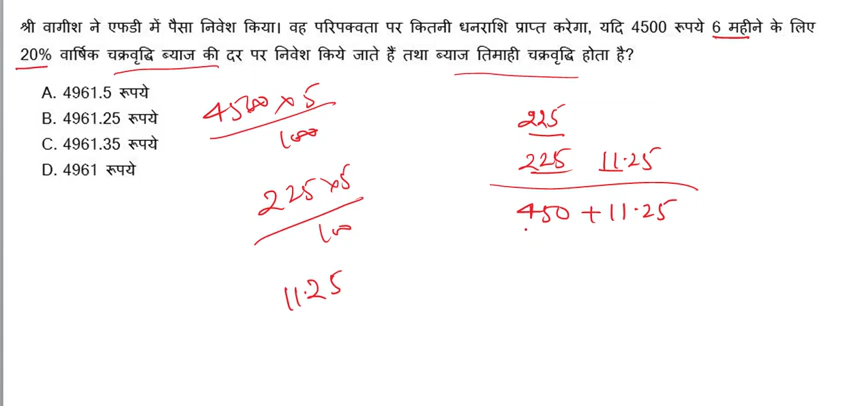 श्री वागीश ने एफडी में पैसा निवेश किया। वह परिपक्वता पर कितनी धनराशि प्राप्त करेगा, यदि 4500 रूपये 6 महीने के लिए
20% वार्षिक चक्रवृद्धि ब्याज की दर पर निवेश किये जाते हैं तथा ब्याज तिमाही चक्रवृद्धि होता है?
A. 4961.5 रूपये
B. 4961.25 रूपये
C. 4961.35 रूपये
D. 4961 रूपये
4500 × 5
100
225 × 5
100
11.25
225
225 11.25
450 + 11.25